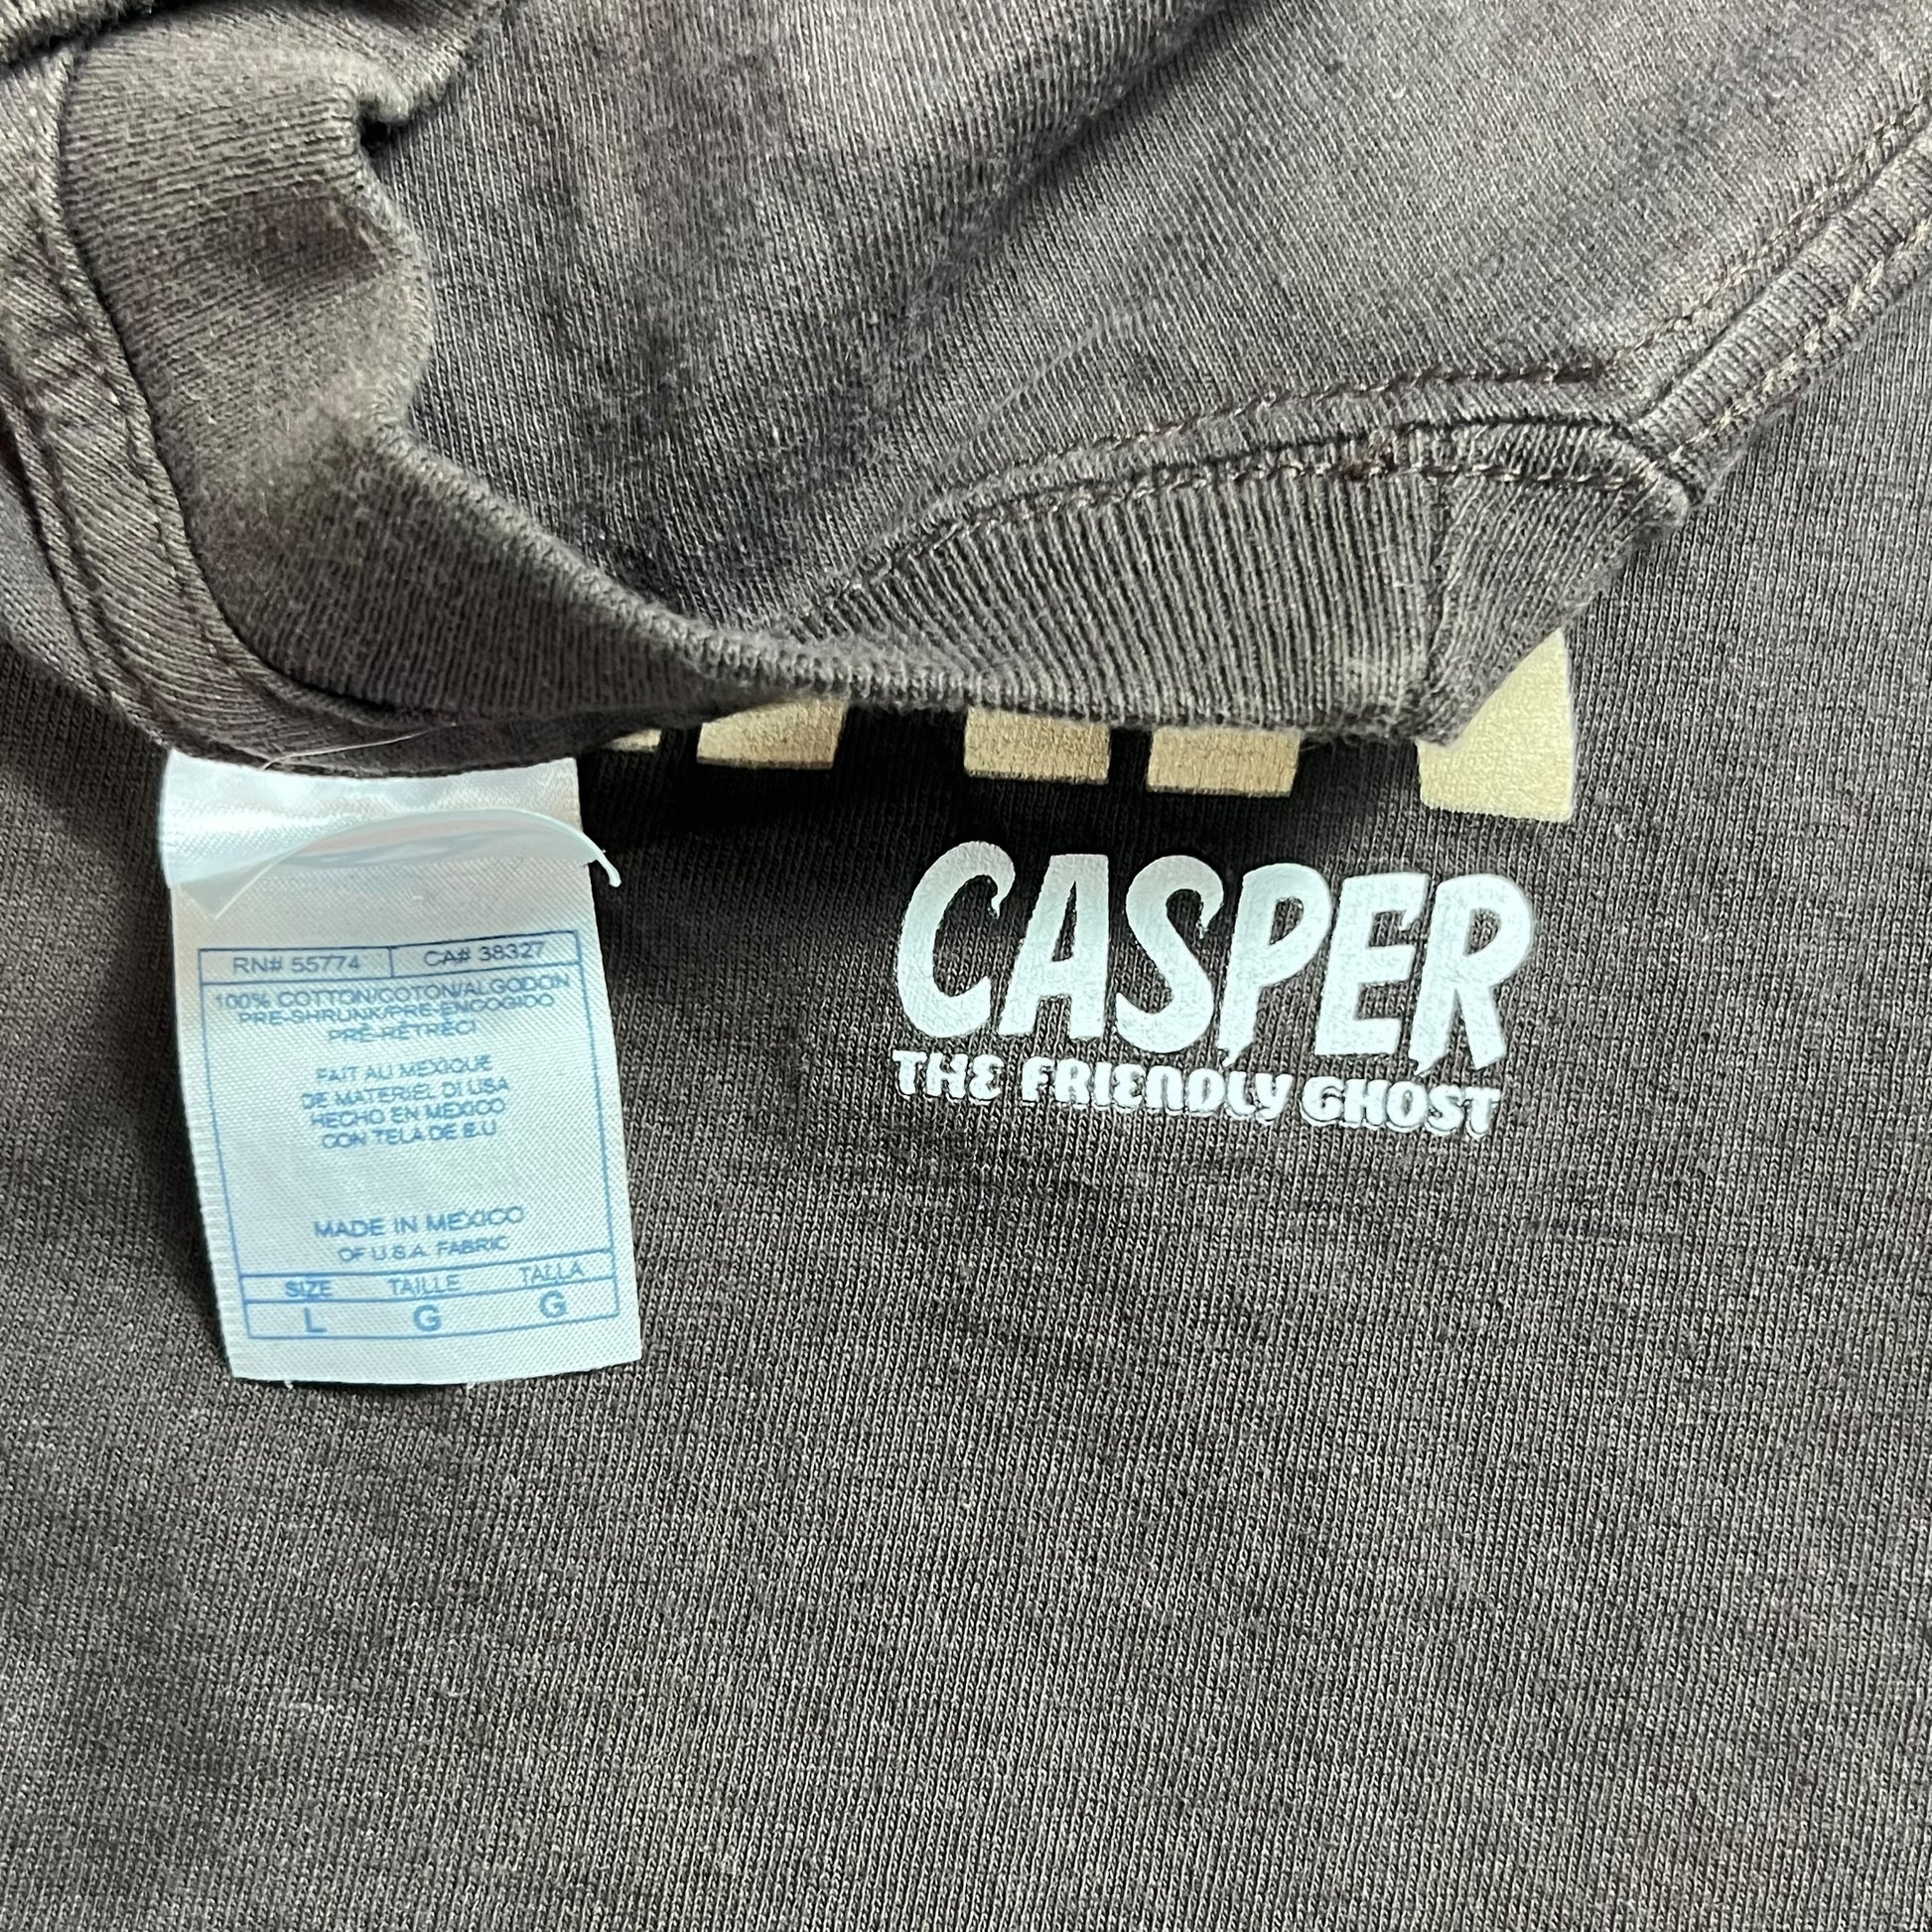 RN# 55774 CA# 38327
100% COTTON/COTON/ALGODON
PRE-SHRUNK/PRE-ENCOGIDO
PRÉ-RÉTRÉCI
FAIT AU MEXIQUE
DE MATERIEL DI USA
HECHO EN MEXICO
CON TELA DE E.U
MADE IN MEXICO
OF U.S.A. FABRIC
SIZE TAILLE TALLA
L G G
CASPER
THE FRIENDLY GHOST